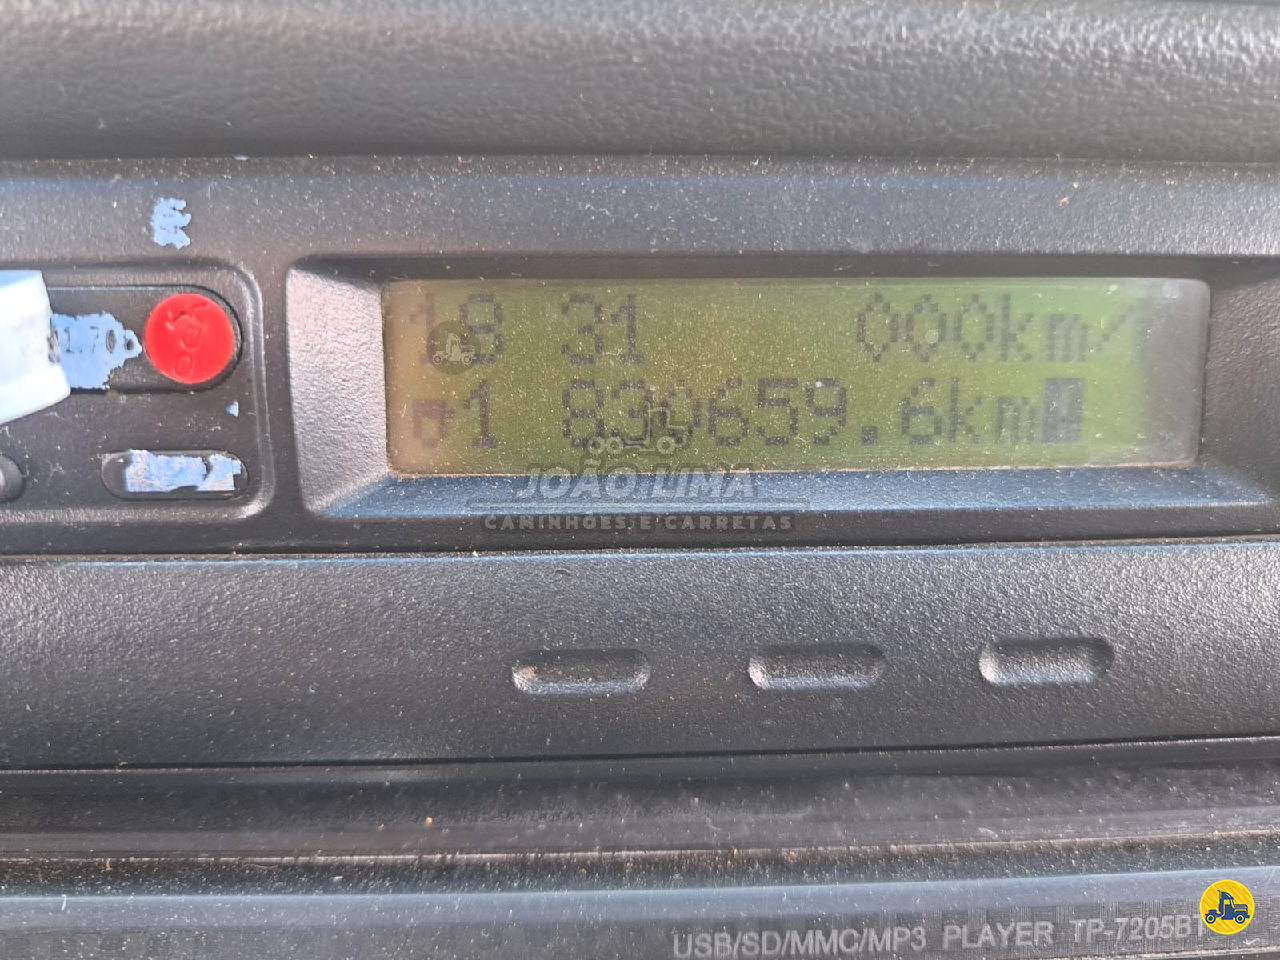 18 31 000km/
1 830659.6km
JOÃO LIMA
CAMINHÕES E CARRETAS
USB/SD/MMC/MP3 PLAYER TP-7205BT